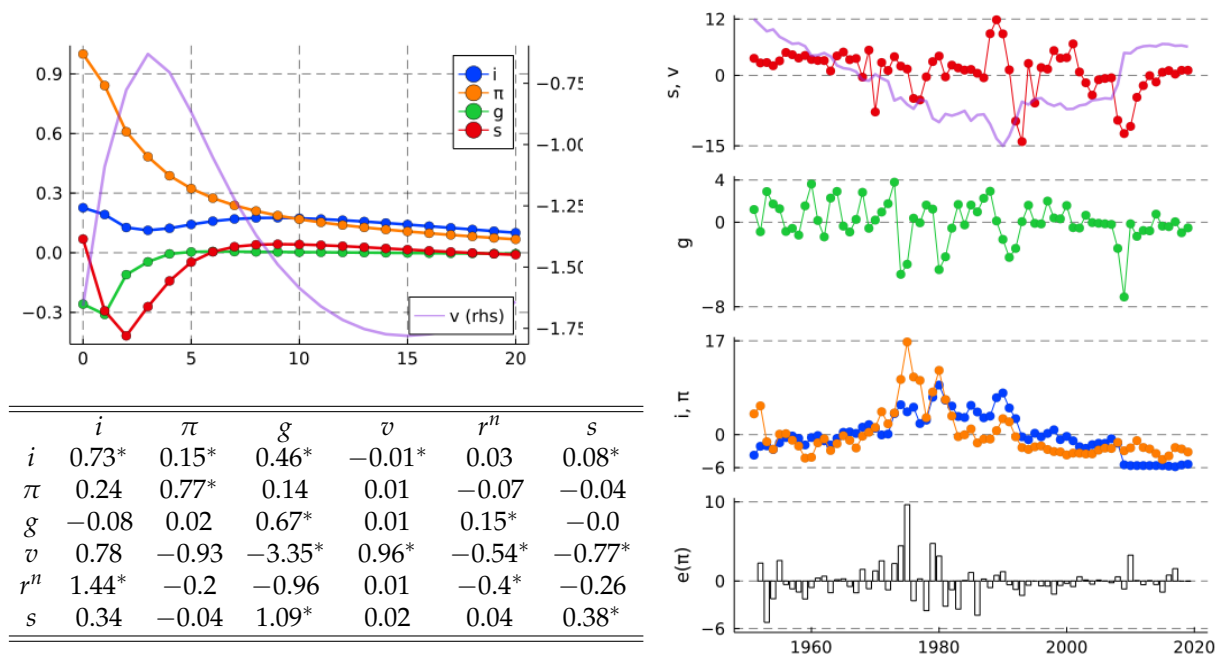 0.9
0.6
0.3
0.0
−0.3
i
π
g
s
v (rhs)
−0.75
−1.00
−1.25
−1.50
−1.75
0 5 10 15 20
i π g v rⁿ s
i 0.73* 0.15* 0.46* −0.01* 0.03 0.08*
π 0.24 0.77* 0.14 0.01 −0.07 −0.04
g −0.08 0.02 0.67* 0.01 0.15* −0.0
v 0.78 −0.93 −3.35* 0.96* −0.54* −0.77*
rⁿ 1.44* −0.2 −0.96 0.01 −0.4* −0.26
s 0.34 −0.04 1.09* 0.02 0.04 0.38*
12
s, v
0
−15
4
g
0
−8
17
i, π
0
−6
10
e(π)
0
−6
1960 1980 2000 2020